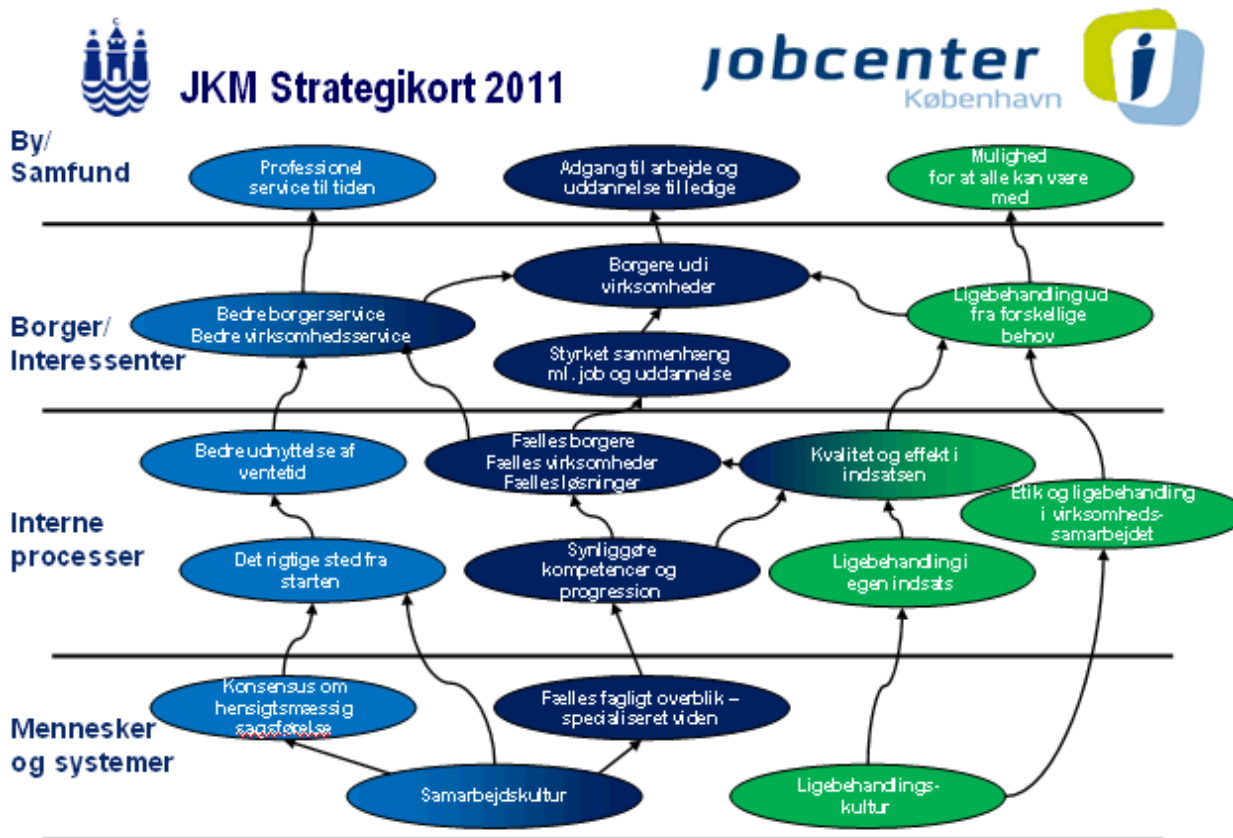 JKM Strategikort 2011
jobcenter
København
By/
Samfund
Professionel
service til tiden
Adgang til arbejde og
uddannelse til ledige
Mulighed
for at alle kan være
med
Borgere ud i
virksomheder
Borger/
Interessenter
Bedre borgerservice
Bedre virksomhedsservice
Ligebehandling ud
fra forskellige
behov
Styrket sammenhæng
ml. job og uddannelse
Interne
processer
Bedre udnyttelse af
ventetid
Fælles borgere
Fælles virksomheder
Fælles løsninger
Kvalitet og effekt i
indsatsen
Etik og ligebehandling
i virksomheds-
samarbejdet
Det rigtige sted fra
starten
Synliggøre
kompetencer og
progression
Ligebehandling i
egen indsats
Mennesker
og systemer
Konsensus om
hensigtsmæssig
sagsførelse
Fælles fagligt overblik –
specialiseret viden
Samarbejdskultur
Ligebehandlings-
kultur